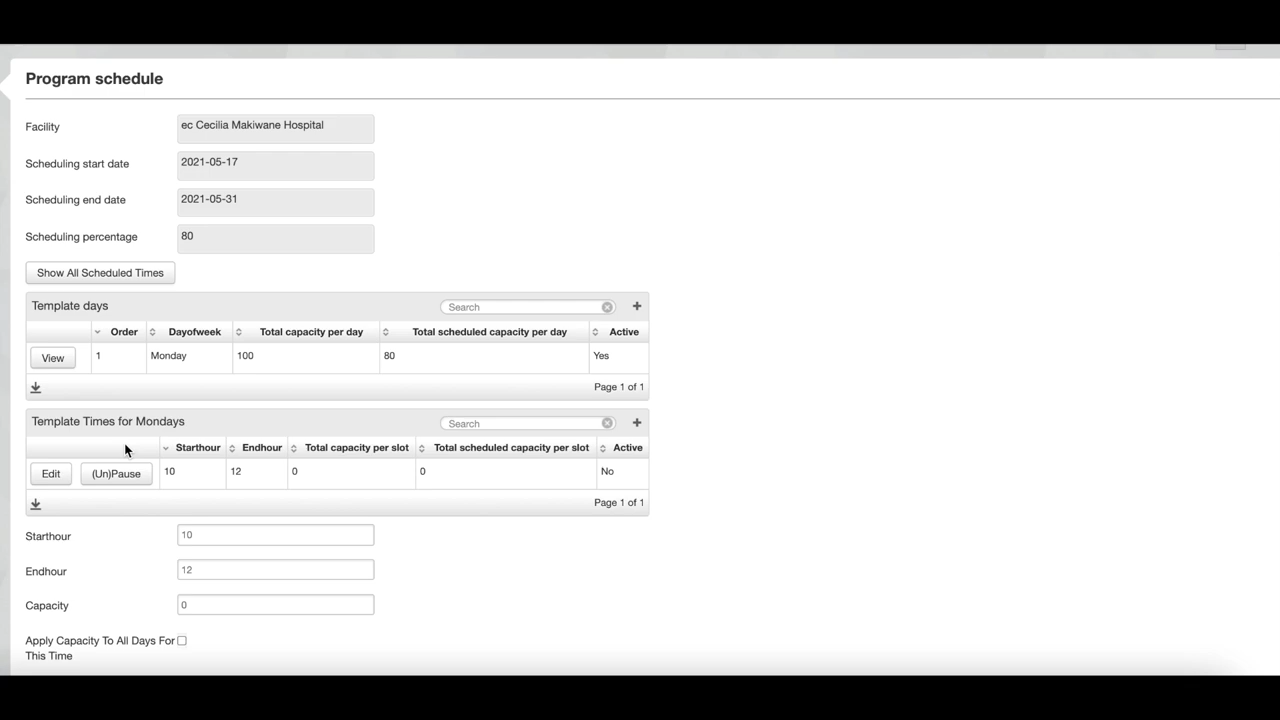 Program schedule
Facility
ec Cecilia Makiwane Hospital
Scheduling start date
2021-05-17
Scheduling end date
2021-05-31
Scheduling percentage
80
Show All Scheduled Times
Template days
Search
Order Dayofweek Total capacity per day Total scheduled capacity per day Active
View 1 Monday 100 80 Yes
Page 1 of 1
Template Times for Mondays
Search
Starthour Endhour Total capacity per slot Total scheduled capacity per slot Active
Edit (Un)Pause 10 12 0 0 No
Page 1 of 1
Starthour
10
Endhour
12
Capacity
0
Apply Capacity To All Days For
This Time